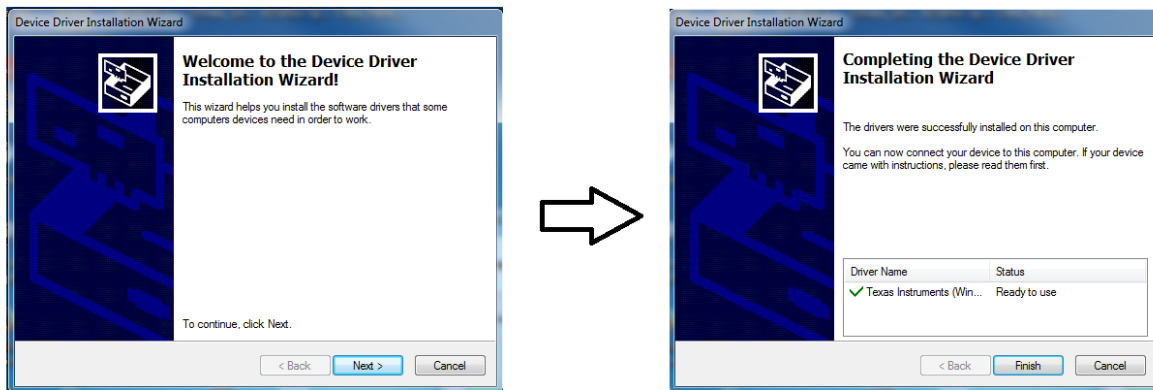 Device Driver Installation Wizard
Welcome to the Device Driver
Installation Wizard!
This wizard helps you install the software drivers that some
computers devices need in order to work.
To continue, click Next.
< Back
Next >
Cancel
Device Driver Installation Wizard
Completing the Device Driver
Installation Wizard
The drivers were successfully installed on this computer.
You can now connect your device to this computer. If your device
came with instructions, please read them first.
Driver Name Status
Texas Instruments (Win... Ready to use
< Back
Finish
Cancel